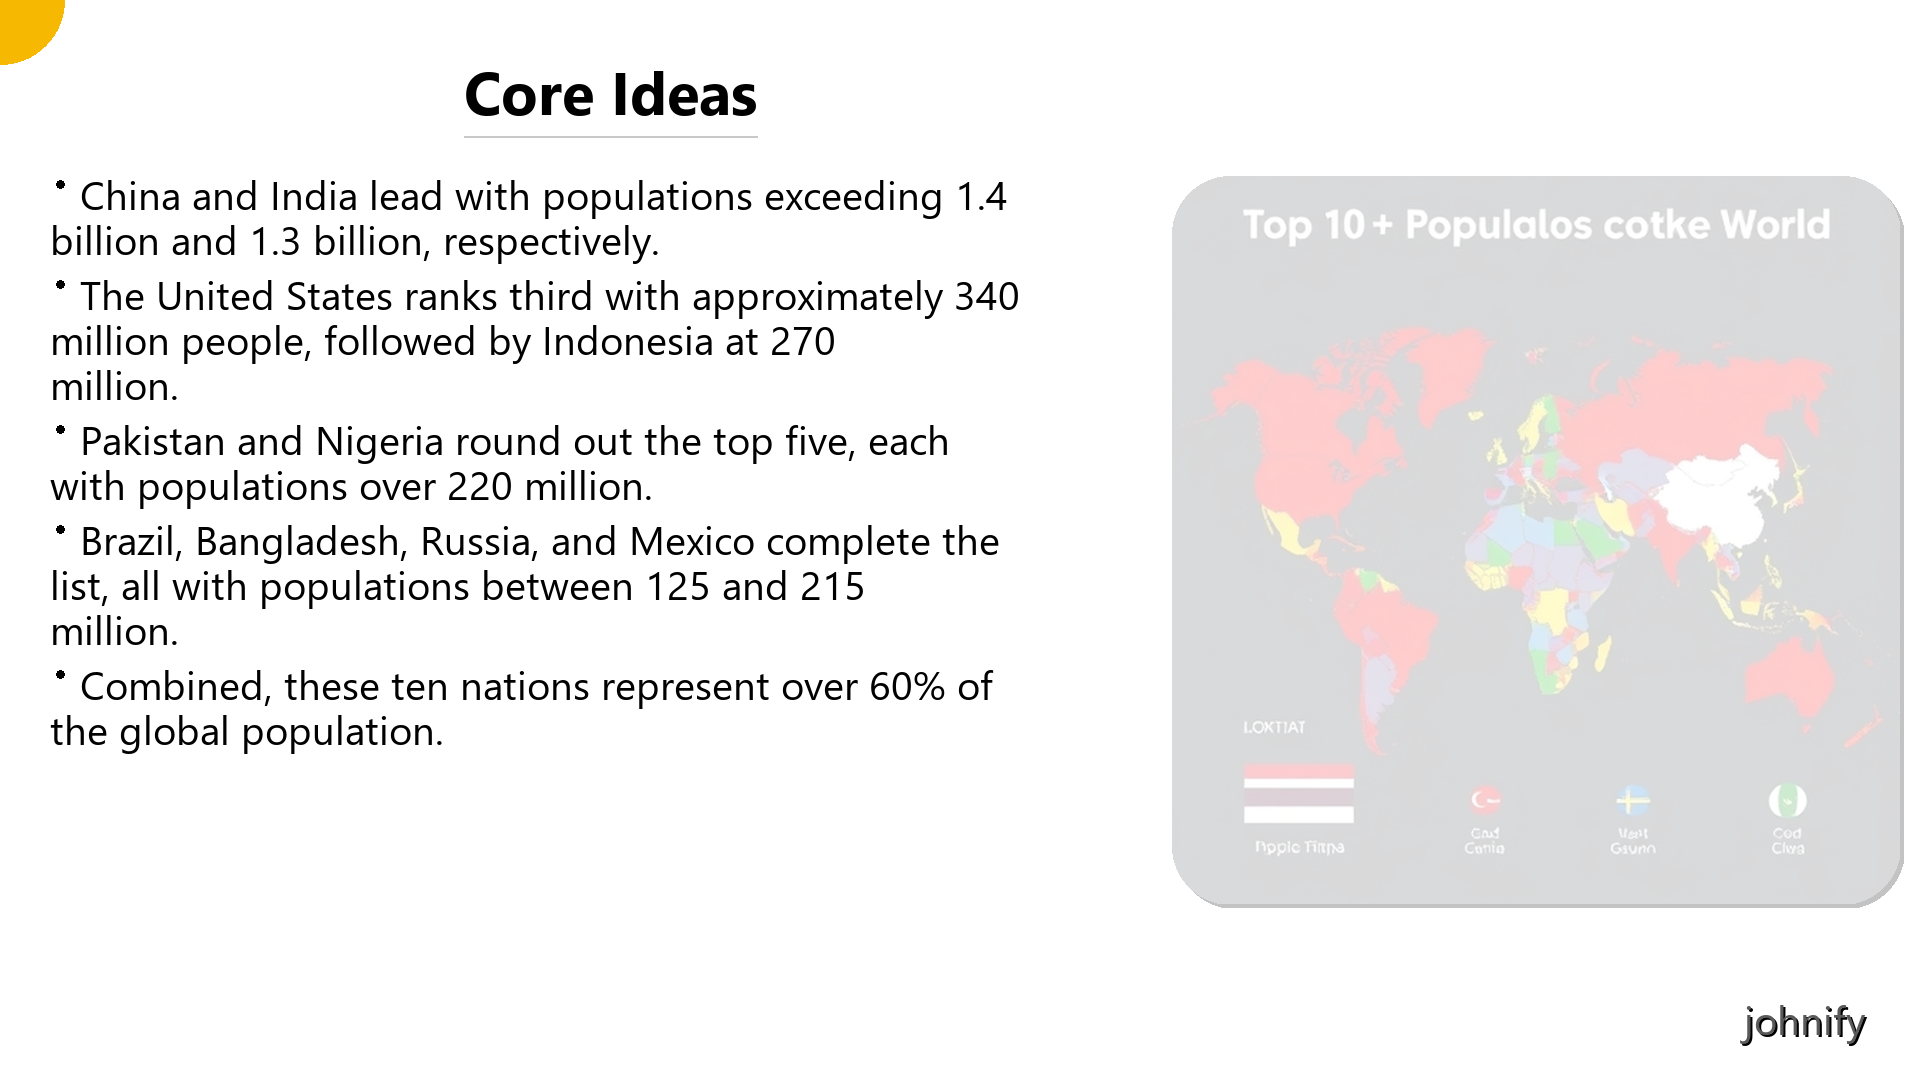 Core Ideas
• China and India lead with populations exceeding 1.4
billion and 1.3 billion, respectively.
• The United States ranks third with approximately 340
million people, followed by Indonesia at 270
million.
• Pakistan and Nigeria round out the top five, each
with populations over 220 million.
• Brazil, Bangladesh, Russia, and Mexico complete the
list, all with populations between 125 and 215
million.
• Combined, these ten nations represent over 60% of
the global population.
Top 10+ Populalos cotke World
LOKTIAT
johnify